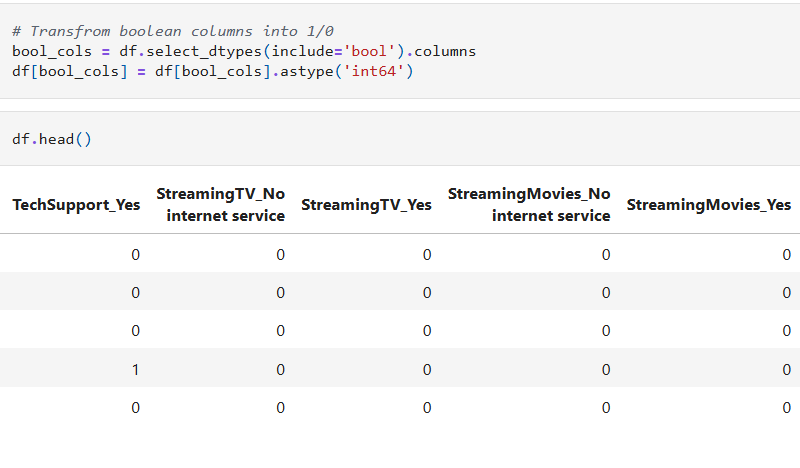 # Transfrom boolean columns into 1/0
bool_cols = df.select_dtypes(include='bool').columns
df[bool_cols] = df[bool_cols].astype('int64')
df.head()
TechSupport_Yes StreamingTV_No internet service StreamingTV_Yes StreamingMovies_No internet service StreamingMovies_Yes
0 0 0 0 0
0 0 0 0 0
0 0 0 0 0
1 0 0 0 0
0 0 0 0 0